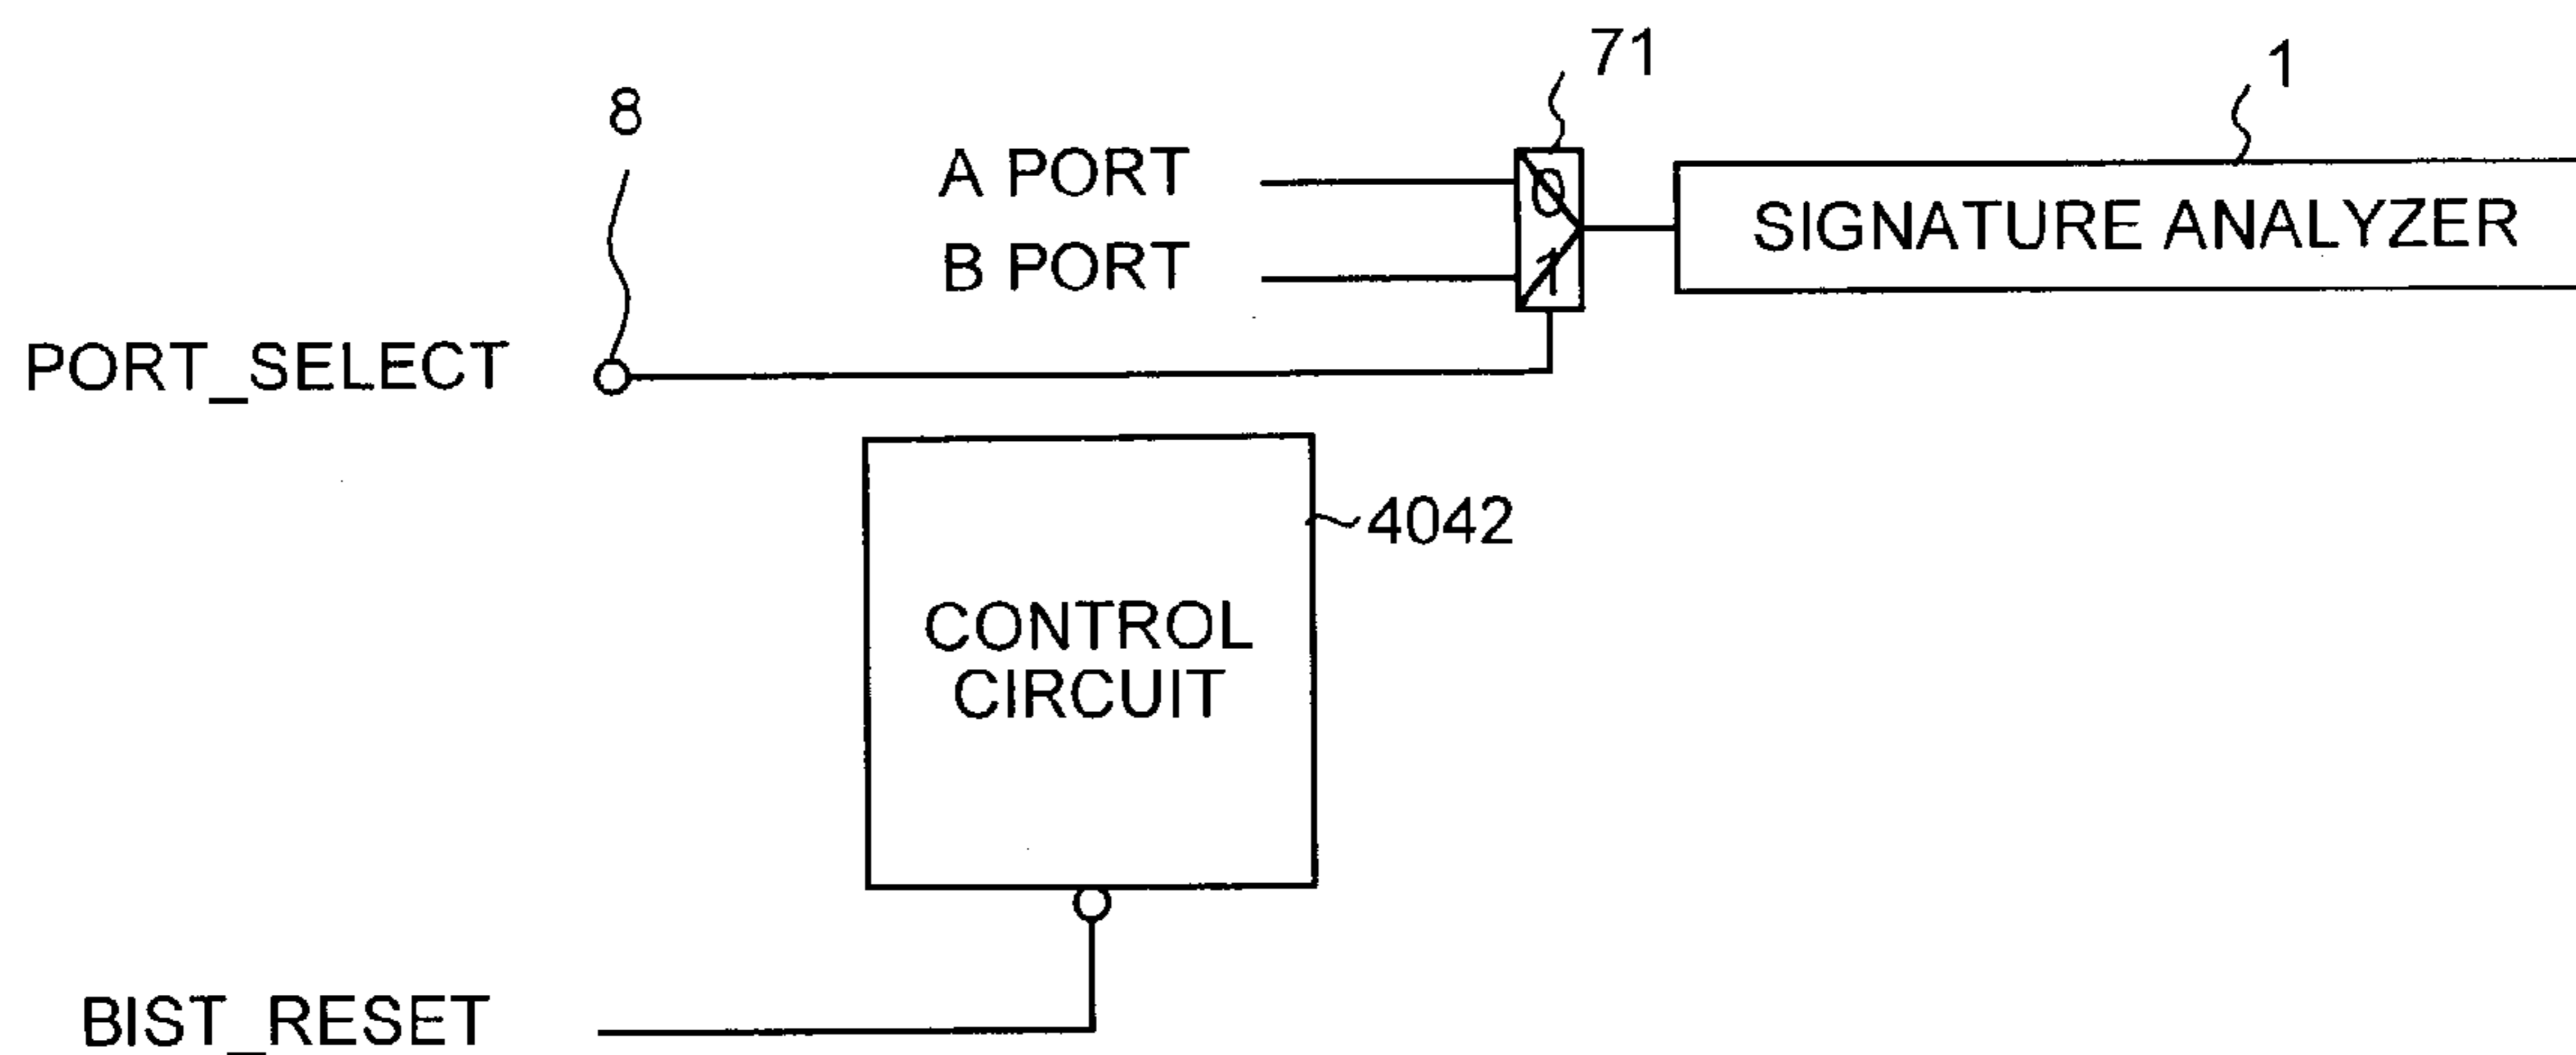 71
1
8
A PORT
0
SIGNATURE ANALYZER
B PORT
1
PORT_SELECT
4042
CONTROL
CIRCUIT
BIST_RESET